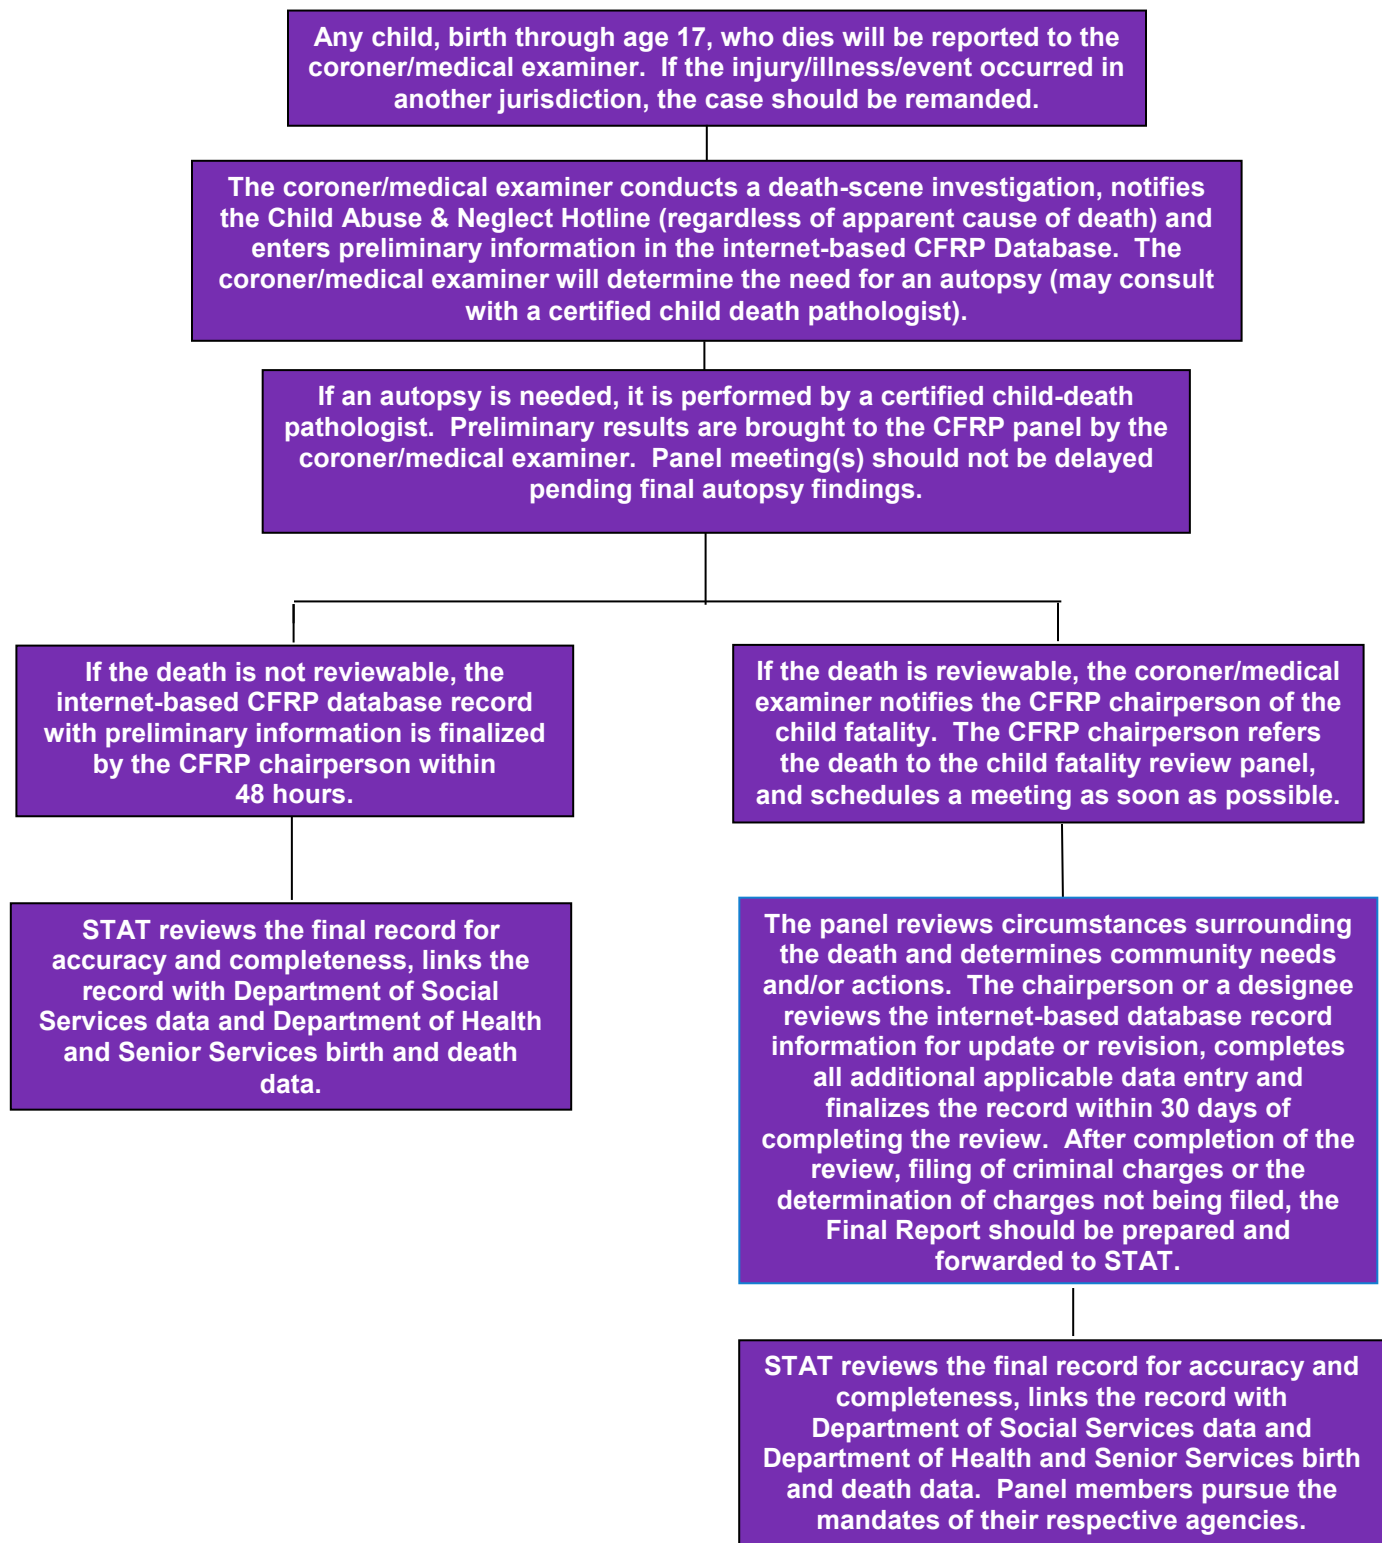 Any child, birth through age 17, who dies will be reported to the
coroner/medical examiner. If the injury/illness/event occurred in
another jurisdiction, the case should be remanded.
The coroner/medical examiner conducts a death-scene investigation, notifies
the Child Abuse & Neglect Hotline (regardless of apparent cause of death) and
enters preliminary information in the internet-based CFRP Database. The
coroner/medical examiner will determine the need for an autopsy (may consult
with a certified child death pathologist).
If an autopsy is needed, it is performed by a certified child-death
pathologist. Preliminary results are brought to the CFRP panel by the
coroner/medical examiner. Panel meeting(s) should not be delayed
pending final autopsy findings.
If the death is not reviewable, the
internet-based CFRP database record
with preliminary information is finalized
by the CFRP chairperson within
48 hours.
If the death is reviewable, the coroner/medical
examiner notifies the CFRP chairperson of the
child fatality. The CFRP chairperson refers
the death to the child fatality review panel,
and schedules a meeting as soon as possible.
STAT reviews the final record for
accuracy and completeness, links the
record with Department of Social
Services data and Department of Health
and Senior Services birth and death
data.
The panel reviews circumstances surrounding
the death and determines community needs
and/or actions. The chairperson or a designee
reviews the internet-based database record
information for update or revision, completes
all additional applicable data entry and
finalizes the record within 30 days of
completing the review. After completion of the
review, filing of criminal charges or the
determination of charges not being filed, the
Final Report should be prepared and
forwarded to STAT.
STAT reviews the final record for accuracy and
completeness, links the record with
Department of Social Services data and
Department of Health and Senior Services birth
and death data. Panel members pursue the
mandates of their respective agencies.